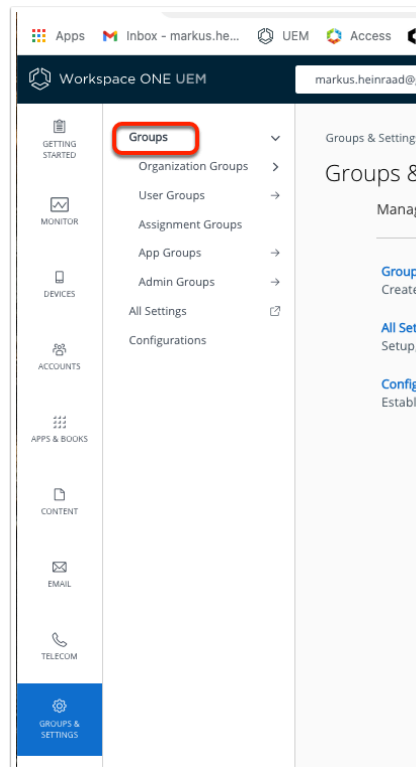 Apps
Inbox - markus.he...
UEM
Access
Workspace ONE UEM
markus.heinraad@
GETTING
STARTED
MONITOR
DEVICES
ACCOUNTS
APPS & BOOKS
CONTENT
EMAIL
TELECOM
GROUPS &
SETTINGS
Groups
Organization Groups
User Groups
Assignment Groups
App Groups
Admin Groups
All Settings
Configurations
Groups & Setting
Groups &
Manag
Group
Create
All Set
Setup,
Config
Establ